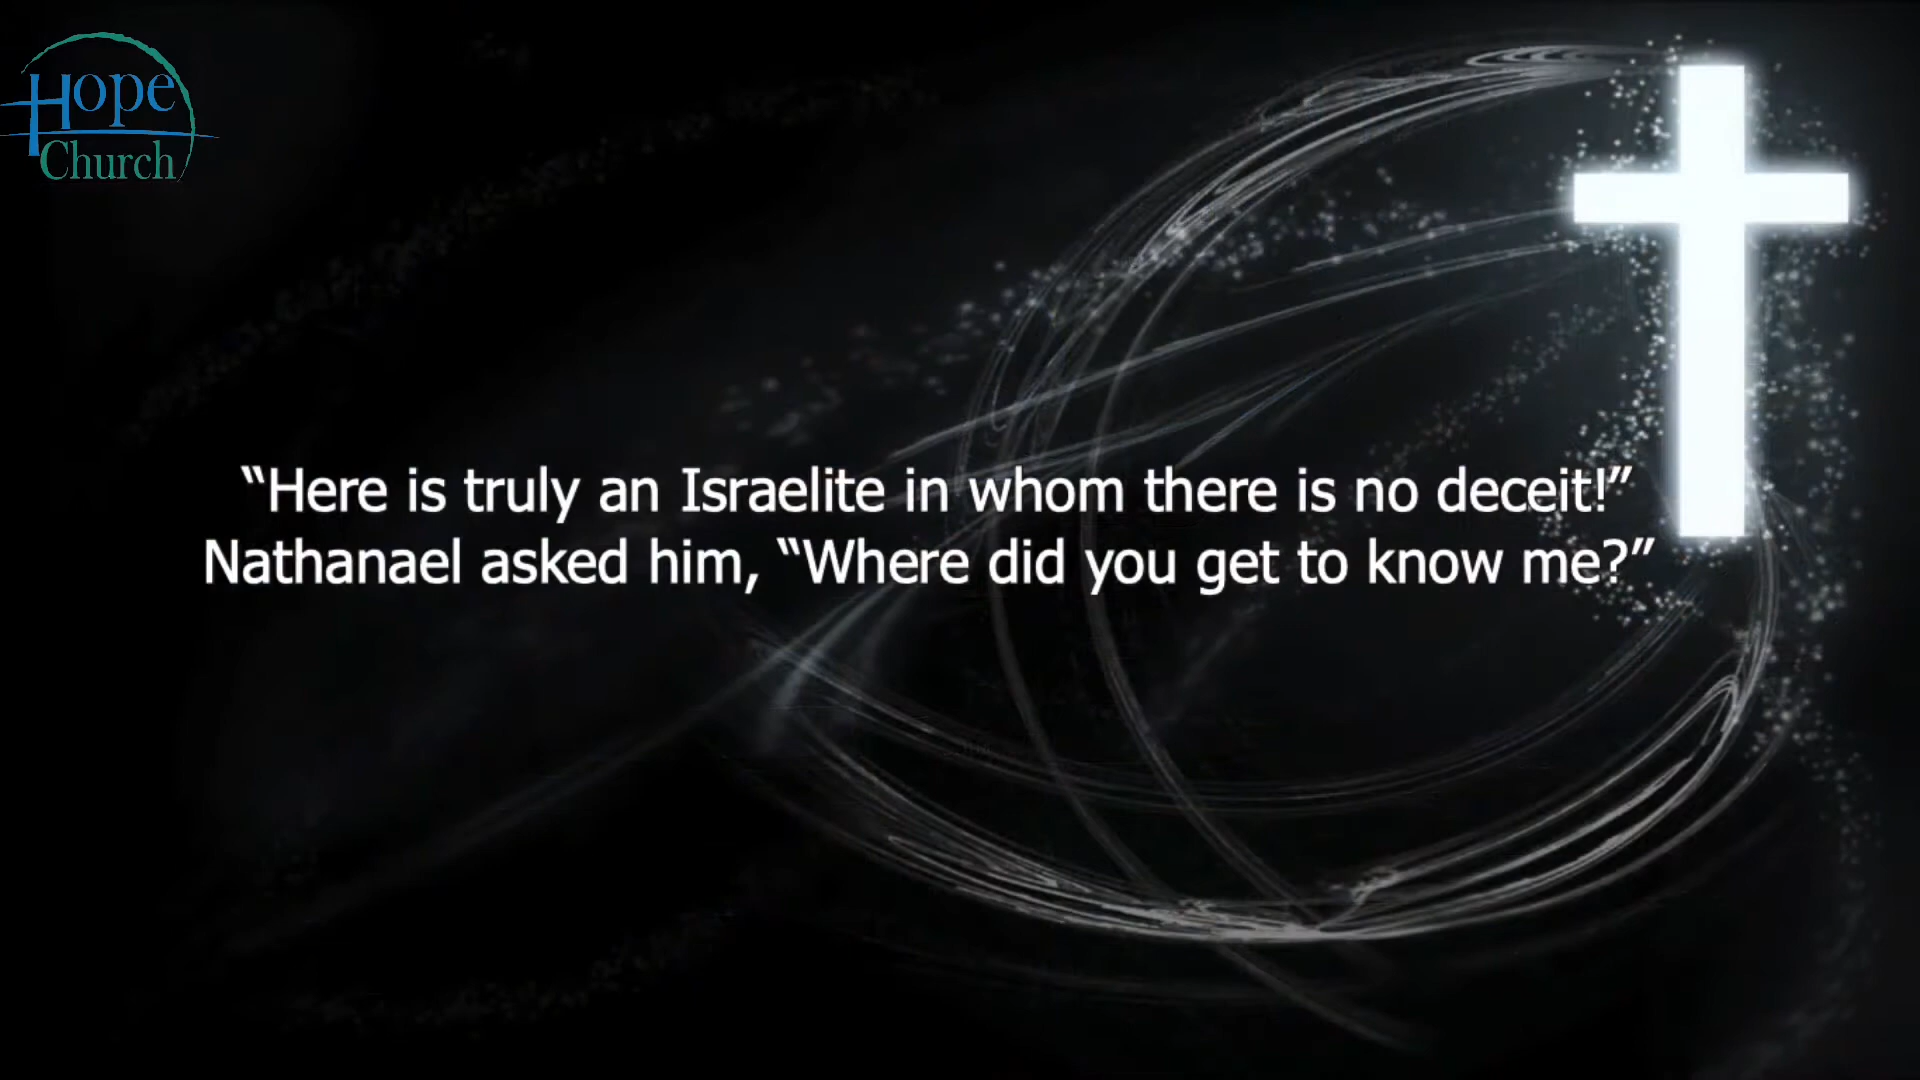 Hope
Church
“Here is truly an Israelite in whom there is no deceit!”
Nathanael asked him, “Where did you get to know me?”